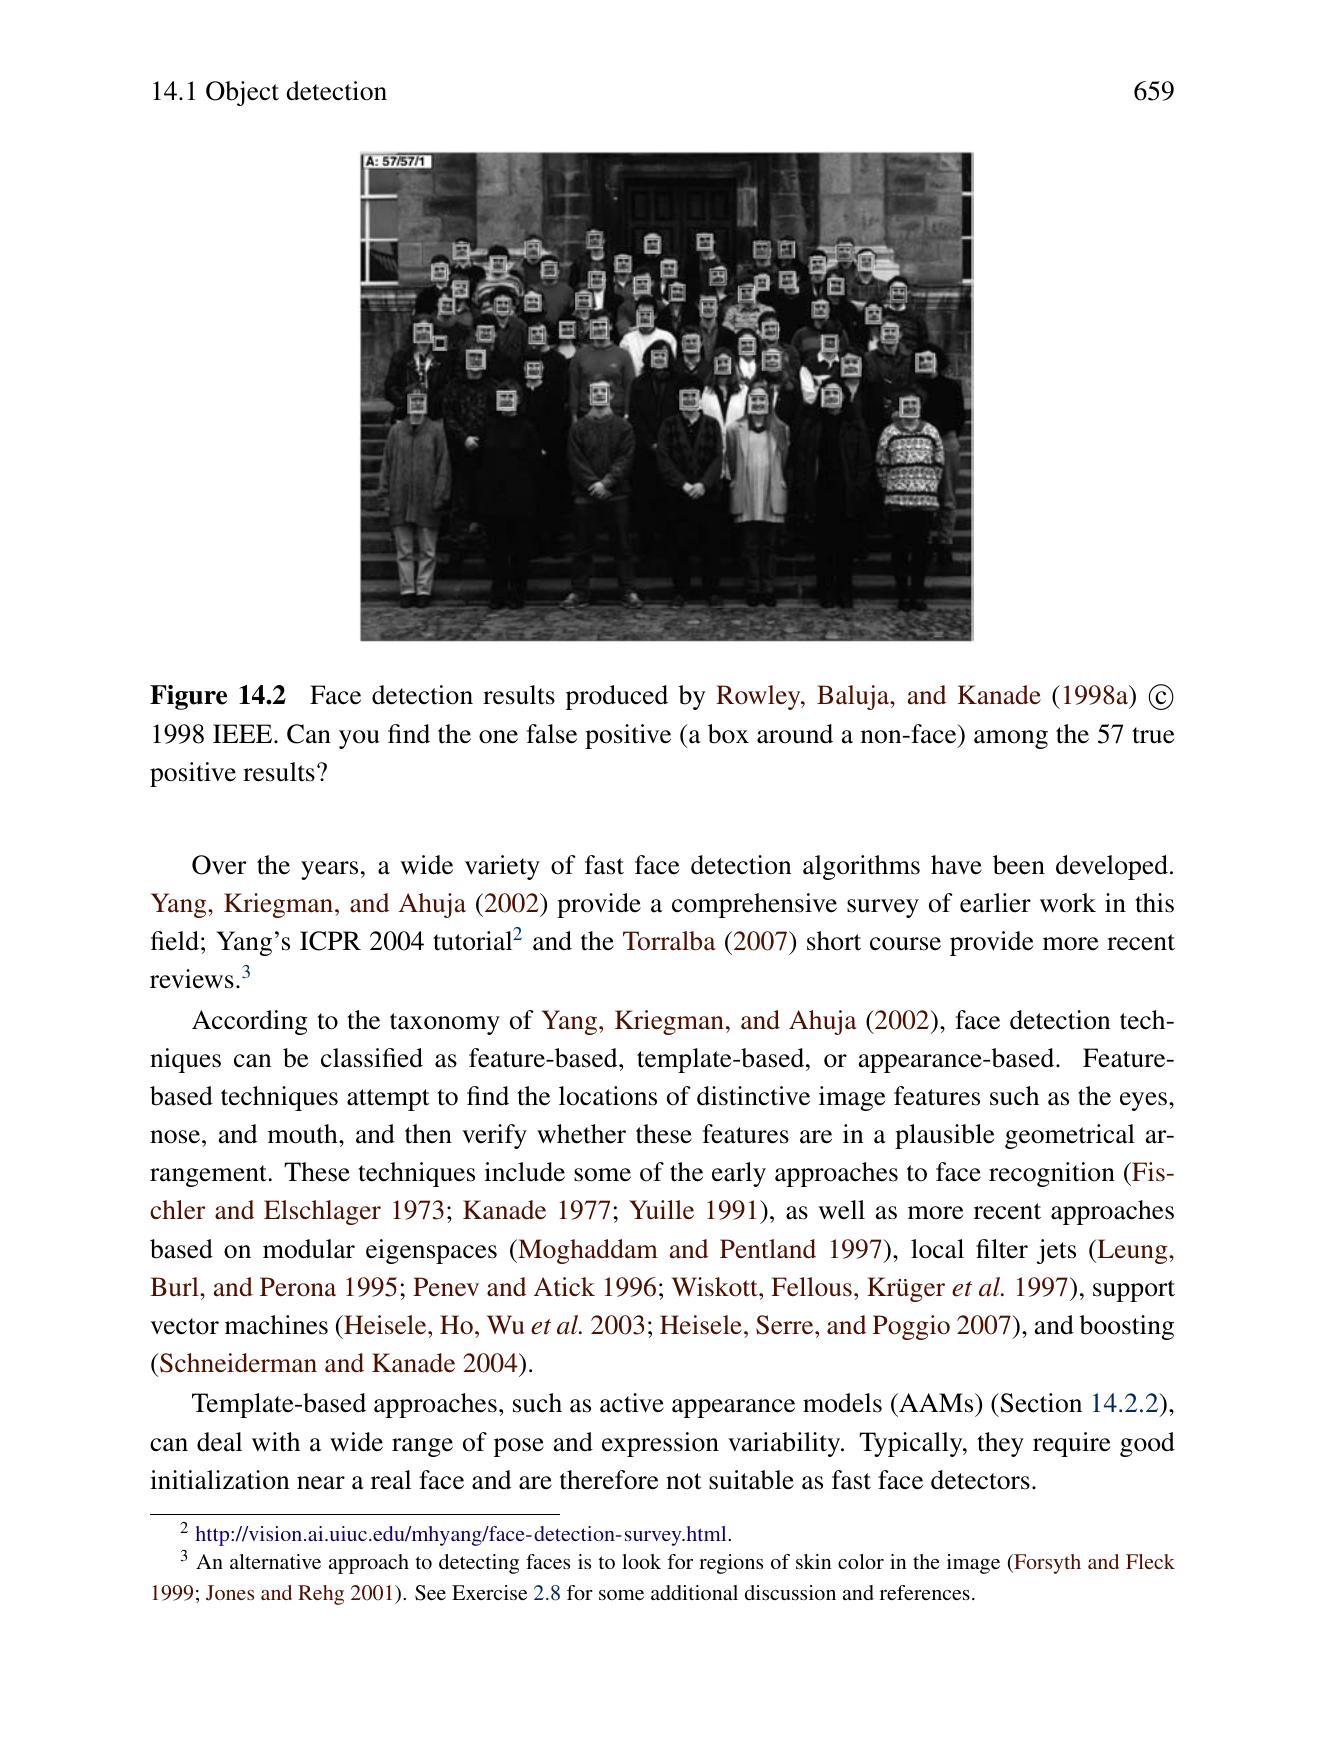 14.1 Object detection 659
A: 57/57/1
Figure 14.2 Face detection results produced by Rowley, Baluja, and Kanade (1998a) ©
1998 IEEE. Can you find the one false positive (a box around a non-face) among the 57 true
positive results?
Over the years, a wide variety of fast face detection algorithms have been developed.
Yang, Kriegman, and Ahuja (2002) provide a comprehensive survey of earlier work in this
field; Yang’s ICPR 2004 tutorial2 and the Torralba (2007) short course provide more recent
reviews.3
According to the taxonomy of Yang, Kriegman, and Ahuja (2002), face detection tech-
niques can be classified as feature-based, template-based, or appearance-based. Feature-
based techniques attempt to find the locations of distinctive image features such as the eyes,
nose, and mouth, and then verify whether these features are in a plausible geometrical ar-
rangement. These techniques include some of the early approaches to face recognition (Fis-
chler and Elschlager 1973; Kanade 1977; Yuille 1991), as well as more recent approaches
based on modular eigenspaces (Moghaddam and Pentland 1997), local filter jets (Leung,
Burl, and Perona 1995; Penev and Atick 1996; Wiskott, Fellous, Krüger et al. 1997), support
vector machines (Heisele, Ho, Wu et al. 2003; Heisele, Serre, and Poggio 2007), and boosting
(Schneiderman and Kanade 2004).
Template-based approaches, such as active appearance models (AAMs) (Section 14.2.2),
can deal with a wide range of pose and expression variability. Typically, they require good
initialization near a real face and are therefore not suitable as fast face detectors.
2 http://vision.ai.uiuc.edu/mhyang/face-detection-survey.html.
3 An alternative approach to detecting faces is to look for regions of skin color in the image (Forsyth and Fleck
1999; Jones and Rehg 2001). See Exercise 2.8 for some additional discussion and references.